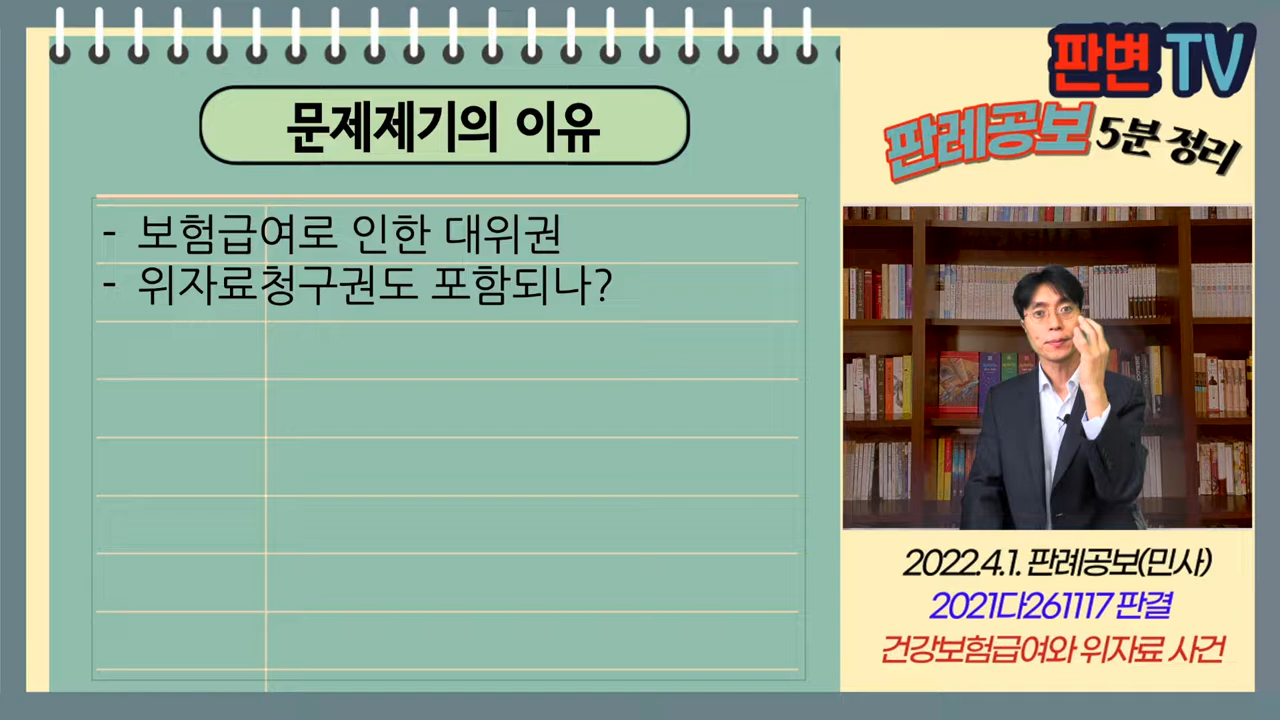 문제제기의 이유
- 보험급여로 인한 대위권
- 위자료청구권도 포함되나?
판변 TV
판례공보 5분 정리
2022.4.1. 판례공보(민사)
2021다261117 판결
건강보험급여와 위자료 사건